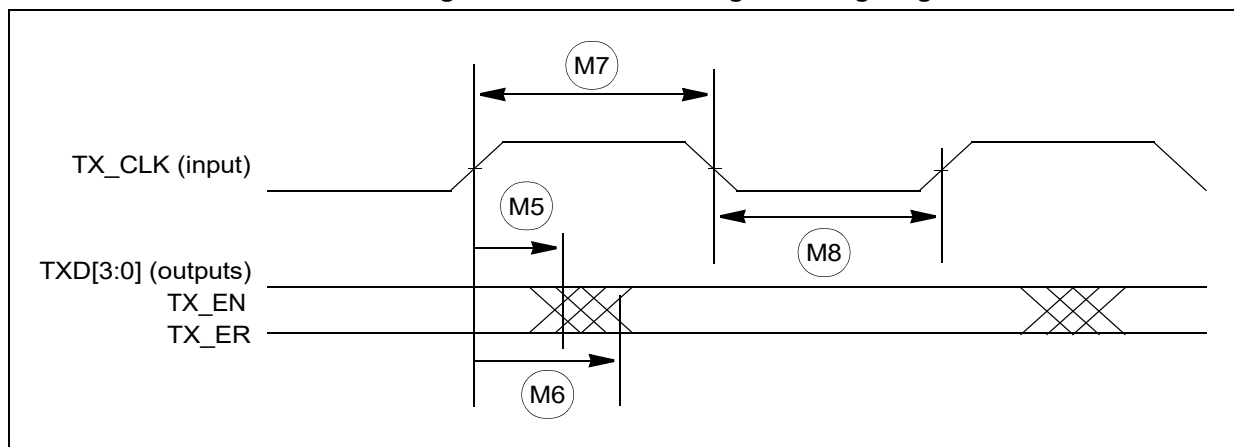 M7
TX_CLK (input)
M5
M8
TXD[3:0] (outputs)
TX_EN
TX_ER
M6